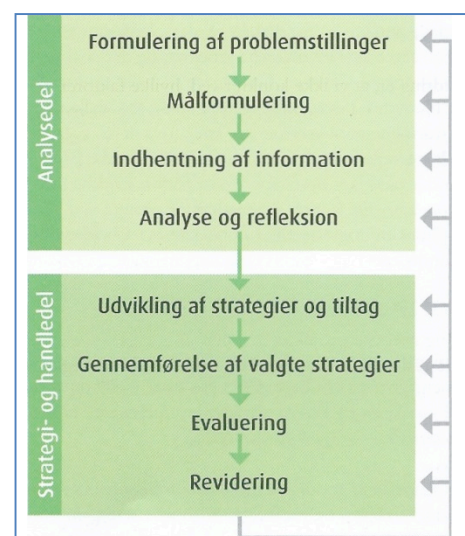 Analysedel
Formulering af problemstillinger
Målformulering
Indhentning af information
Analyse og refleksion
Strategi- og handledel
Udvikling af strategier og tiltag
Gennemførelse af valgte strategier
Evaluering
Revidering